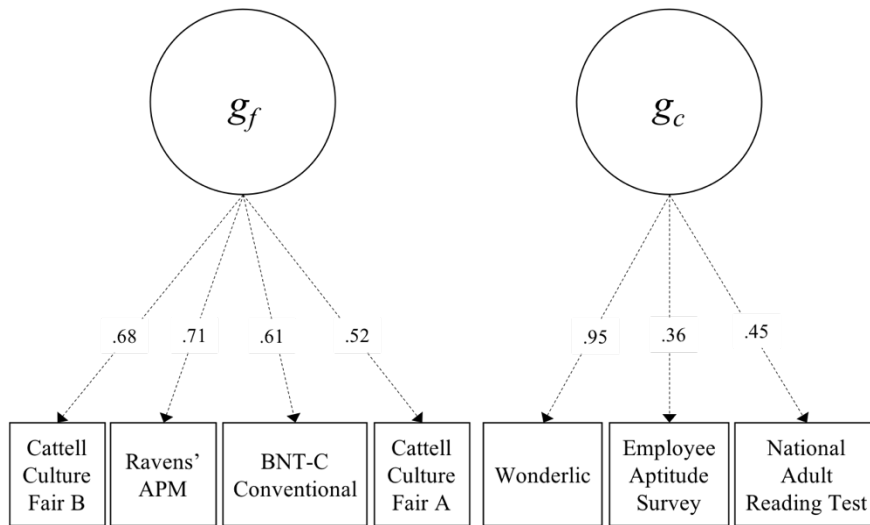 g_f
g_c
.68
.71
.61
.52
.95
.36
.45
Cattell
Culture
Fair B
Ravens’
APM
BNT-C
Conventional
Cattell
Culture
Fair A
Wonderlic
Employee
Aptitude
Survey
National
Adult
Reading Test